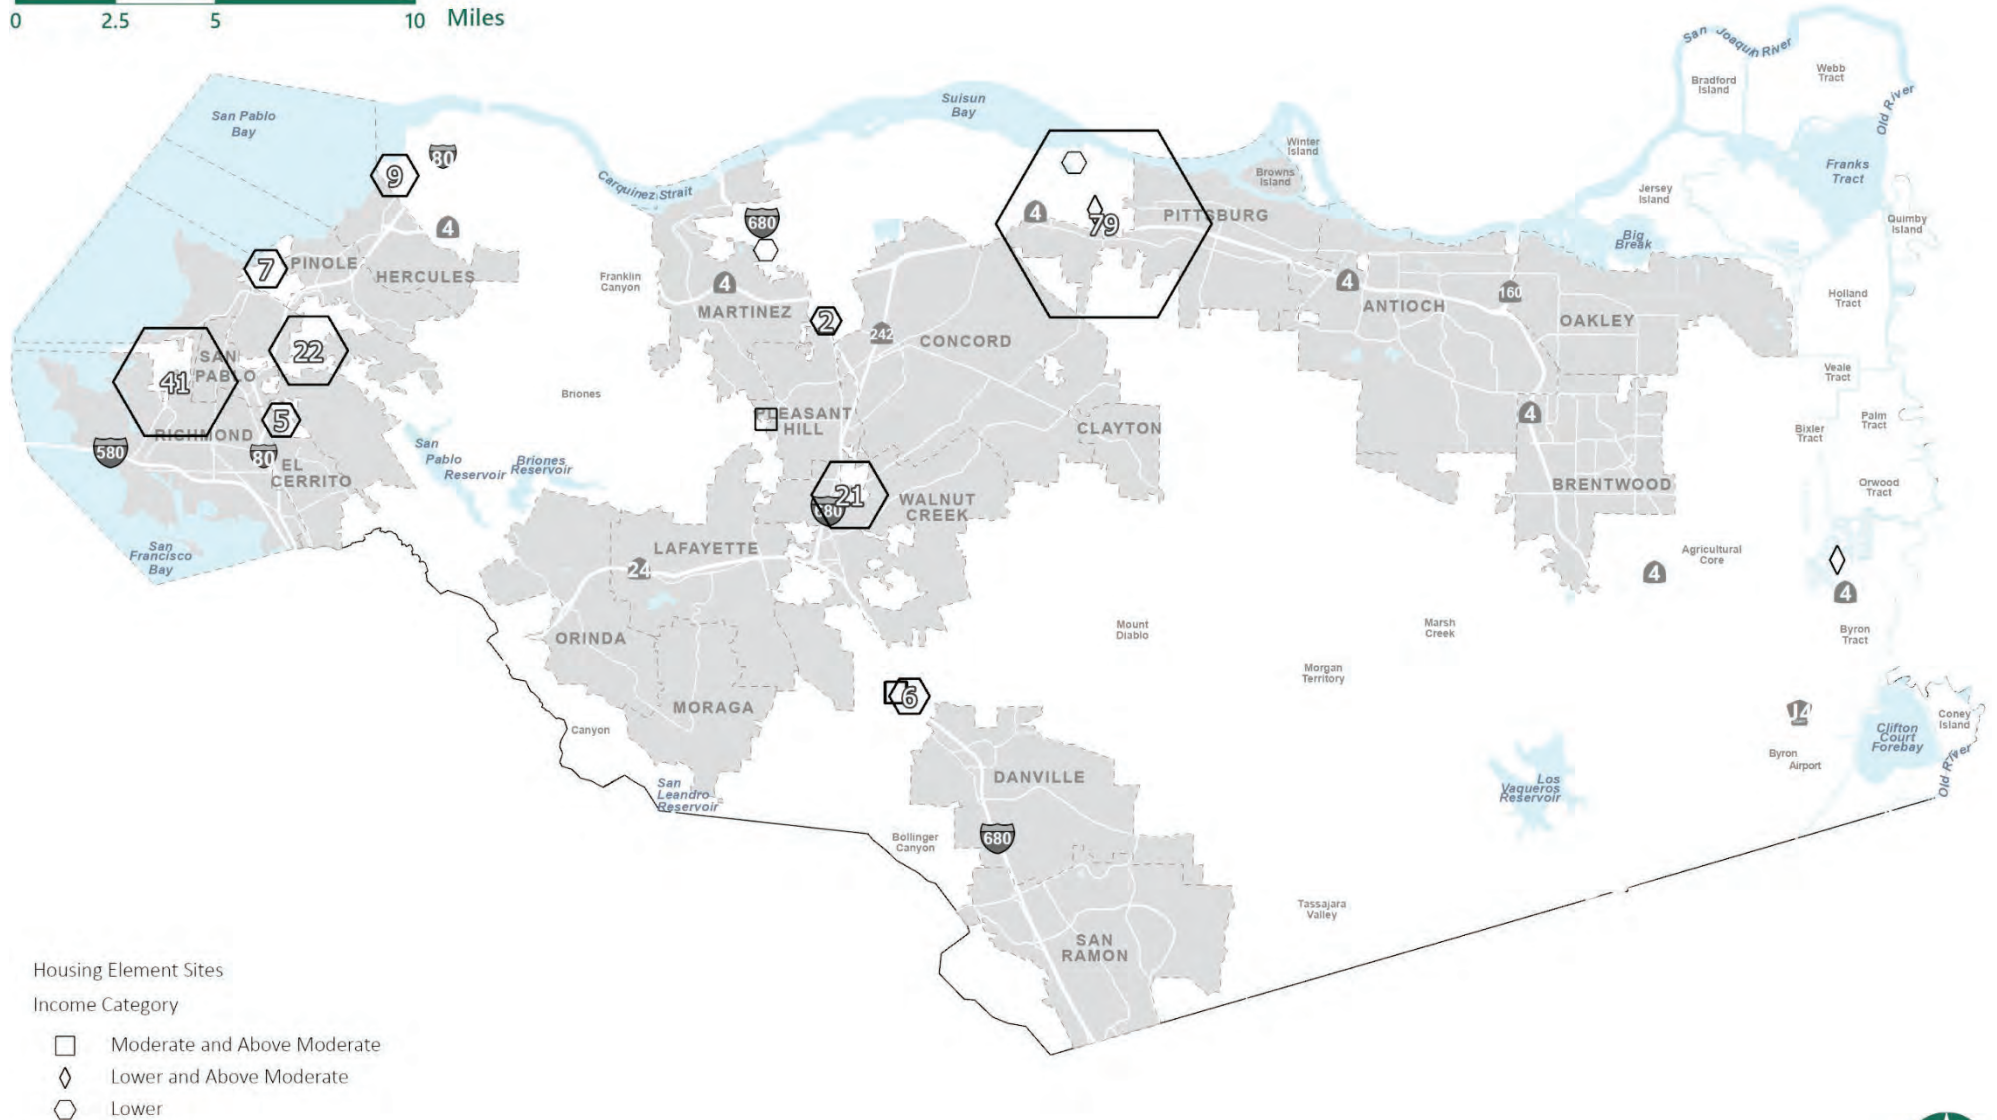 0 2.5 5 10 Miles
San Joaquin River
Webb
Tract
Bradford
Island
Old River
San Pablo
Bay
Suisun
Bay
Winter
Island
Browns
Island
Franks
Tract
9
80
Carquinez Strait
Jersey
Island
4
680
4
79
PITTSBURG
Quimby
Island
Big
Break
7
PINOLE
HERCULES
Franklin
Canyon
4
MARTINEZ
4
ANTIOCH
160
OAKLEY
Holland
Tract
2
242
CONCORD
22
SAN
PABLO
41
Veale
Tract
Briones
5
RICHMOND
PLEASANT
HILL
CLAYTON
4
Palm
Tract
Bixler
Tract
580
80
EL
CERRITO
San
Pablo
Reservoir
Briones
Reservoir
21
680
WALNUT
CREEK
BRENTWOOD
Orwood
Tract
San
Francisco
Bay
LAFAYETTE
24
Agricultural
Core
4
4
ORINDA
Mount
Diablo
Marsh
Creek
Byron
Tract
Morgan
Territory
6
MORAGA
Canyon
J4
Coney
Island
Clifton
Court
Forebay
Old River
Byron
Airport
San
Leandro
Reservoir
DANVILLE
Los
Vaqueros
Reservoir
680
Bollinger
Canyon
Tassajara
Valley
SAN
RAMON
Housing Element Sites
Income Category
Moderate and Above Moderate
Lower and Above Moderate
Lower